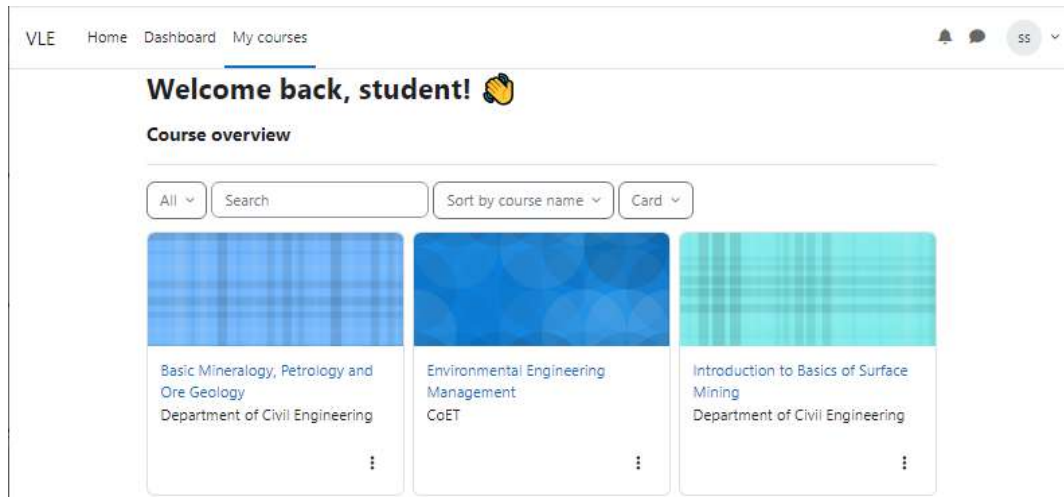 VLE Home Dashboard My courses ss
Welcome back, student! 👏
Course overview
All Search Sort by course name Card
Basic Mineralogy, Petrology and
Ore Geology
Department of Civil Engineering
Environmental Engineering
Management
CoET
Introduction to Basics of Surface
Mining
Department of Civil Engineering